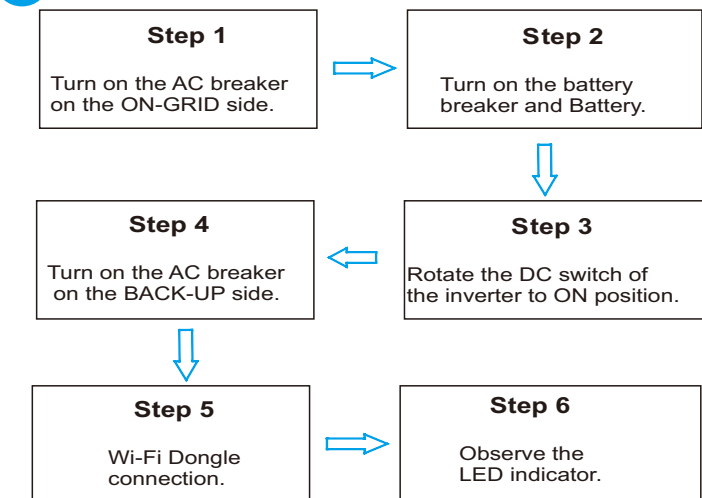 Step 1
Turn on the AC breaker
on the ON-GRID side.
Step 2
Turn on the battery
breaker and Battery.
Step 3
Rotate the DC switch of
the inverter to ON position.
Step 4
Turn on the AC breaker
on the BACK-UP side.
Step 5
Wi-Fi Dongle
connection.
Step 6
Observe the
LED indicator.